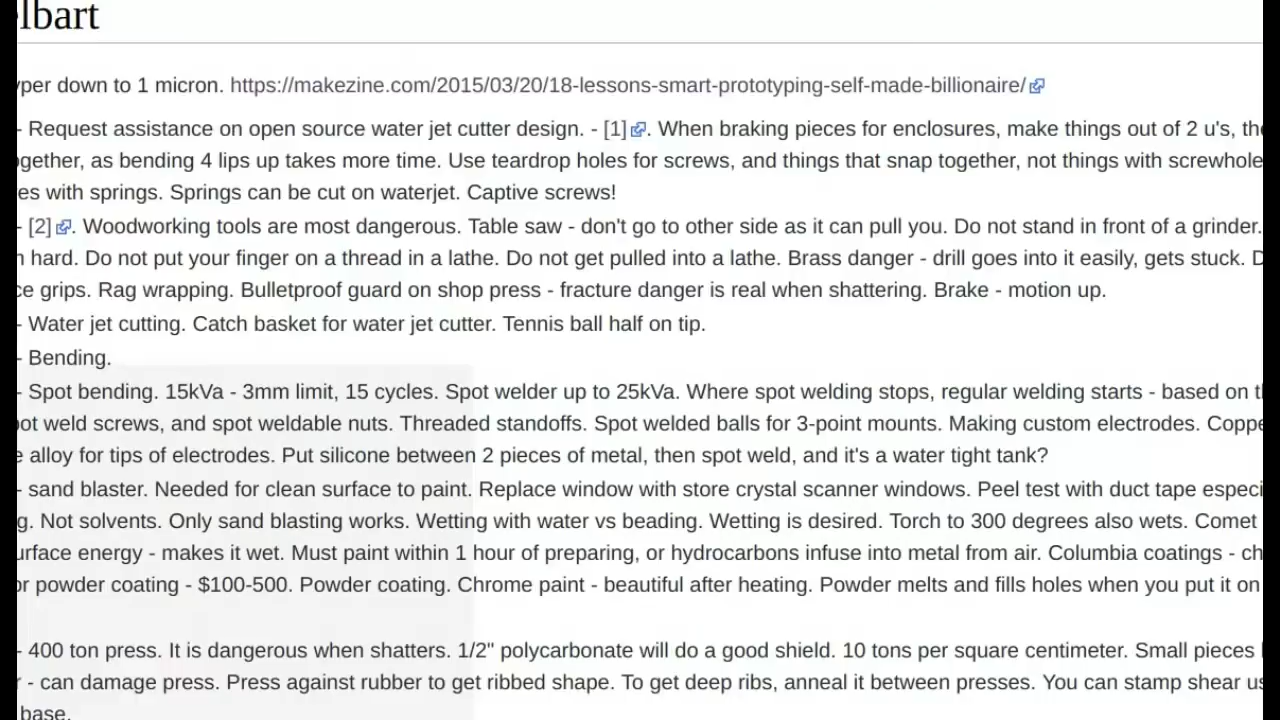 elbart
yper down to 1 micron. https://makezine.com/2015/03/20/18-lessons-smart-prototyping-self-made-billionaire/
- Request assistance on open source water jet cutter design. - [1]. When braking pieces for enclosures, make things out of 2 u's, the
ogether, as bending 4 lips up takes more time. Use teardrop holes for screws, and things that snap together, not things with screwhole
es with springs. Springs can be cut on waterjet. Captive screws!
- [2]. Woodworking tools are most dangerous. Table saw - don't go to other side as it can pull you. Do not stand in front of a grinder.
n hard. Do not put your finger on a thread in a lathe. Do not get pulled into a lathe. Brass danger - drill goes into it easily, gets stuck. D
ce grips. Rag wrapping. Bulletproof guard on shop press - fracture danger is real when shattering. Brake - motion up.
- Water jet cutting. Catch basket for water jet cutter. Tennis ball half on tip.
- Bending.
- Spot bending. 15kVa - 3mm limit, 15 cycles. Spot welder up to 25kVa. Where spot welding stops, regular welding starts - based on th
oot weld screws, and spot weldable nuts. Threaded standoffs. Spot welded balls for 3-point mounts. Making custom electrodes. Coppe
e alloy for tips of electrodes. Put silicone between 2 pieces of metal, then spot weld, and it's a water tight tank?
- sand blaster. Needed for clean surface to paint. Replace window with store crystal scanner windows. Peel test with duct tape especi
g. Not solvents. Only sand blasting works. Wetting with water vs beading. Wetting is desired. Torch to 300 degrees also wets. Comet
urface energy - makes it wet. Must paint within 1 hour of preparing, or hydrocarbons infuse into metal from air. Columbia coatings - ch
or powder coating - $100-500. Powder coating. Chrome paint - beautiful after heating. Powder melts and fills holes when you put it on
- 400 ton press. It is dangerous when shatters. 1/2" polycarbonate will do a good shield. 10 tons per square centimeter. Small pieces
r - can damage press. Press against rubber to get ribbed shape. To get deep ribs, anneal it between presses. You can stamp shear us
base.